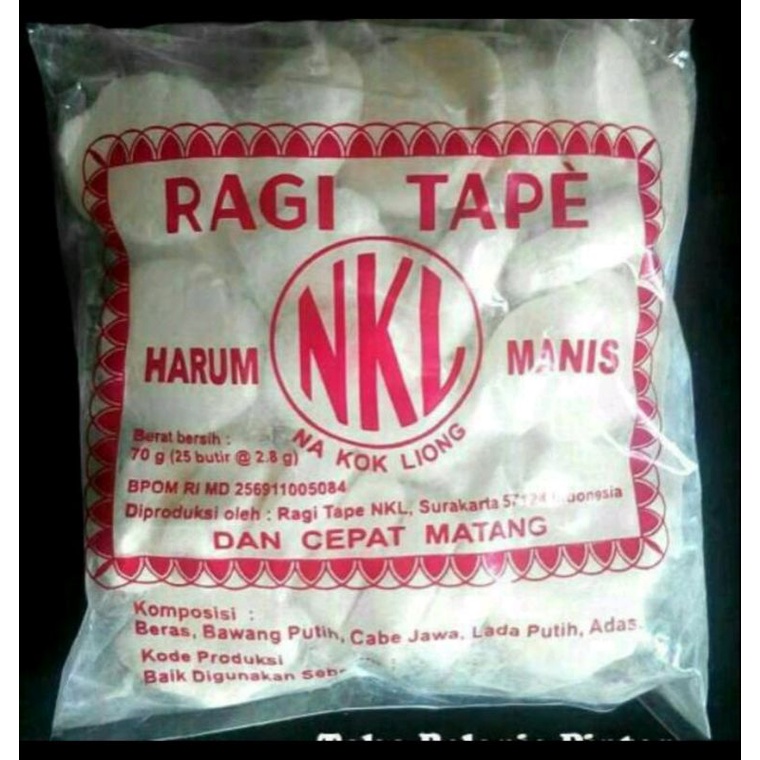 RAGI TAPÈ
NKL
HARUM MANIS
NA KOK LIONG
Berat bersih :
70 g (25 butir @ 2.8 g)
BPOM RI MD 256911005084
Diproduksi oleh : Ragi Tape NKL, Surakarta 57124 Indonesia
DAN CEPAT MATANG
Komposisi :
Beras, Bawang Putih, Cabe Jawa, Lada Putih, Adas.
Kode Produksi :
Baik Digunakan